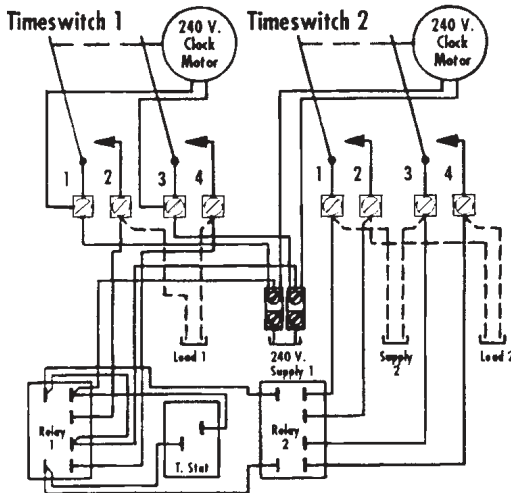 Timeswitch 1
240 V.
Clock
Motor
Timeswitch 2
240 V.
Clock
Motor
1
2
3
4
1
2
3
4
Load 1
240 V.
Supply 1
Supply
2
Load 2
Relay
1
T. Stat
Relay
2